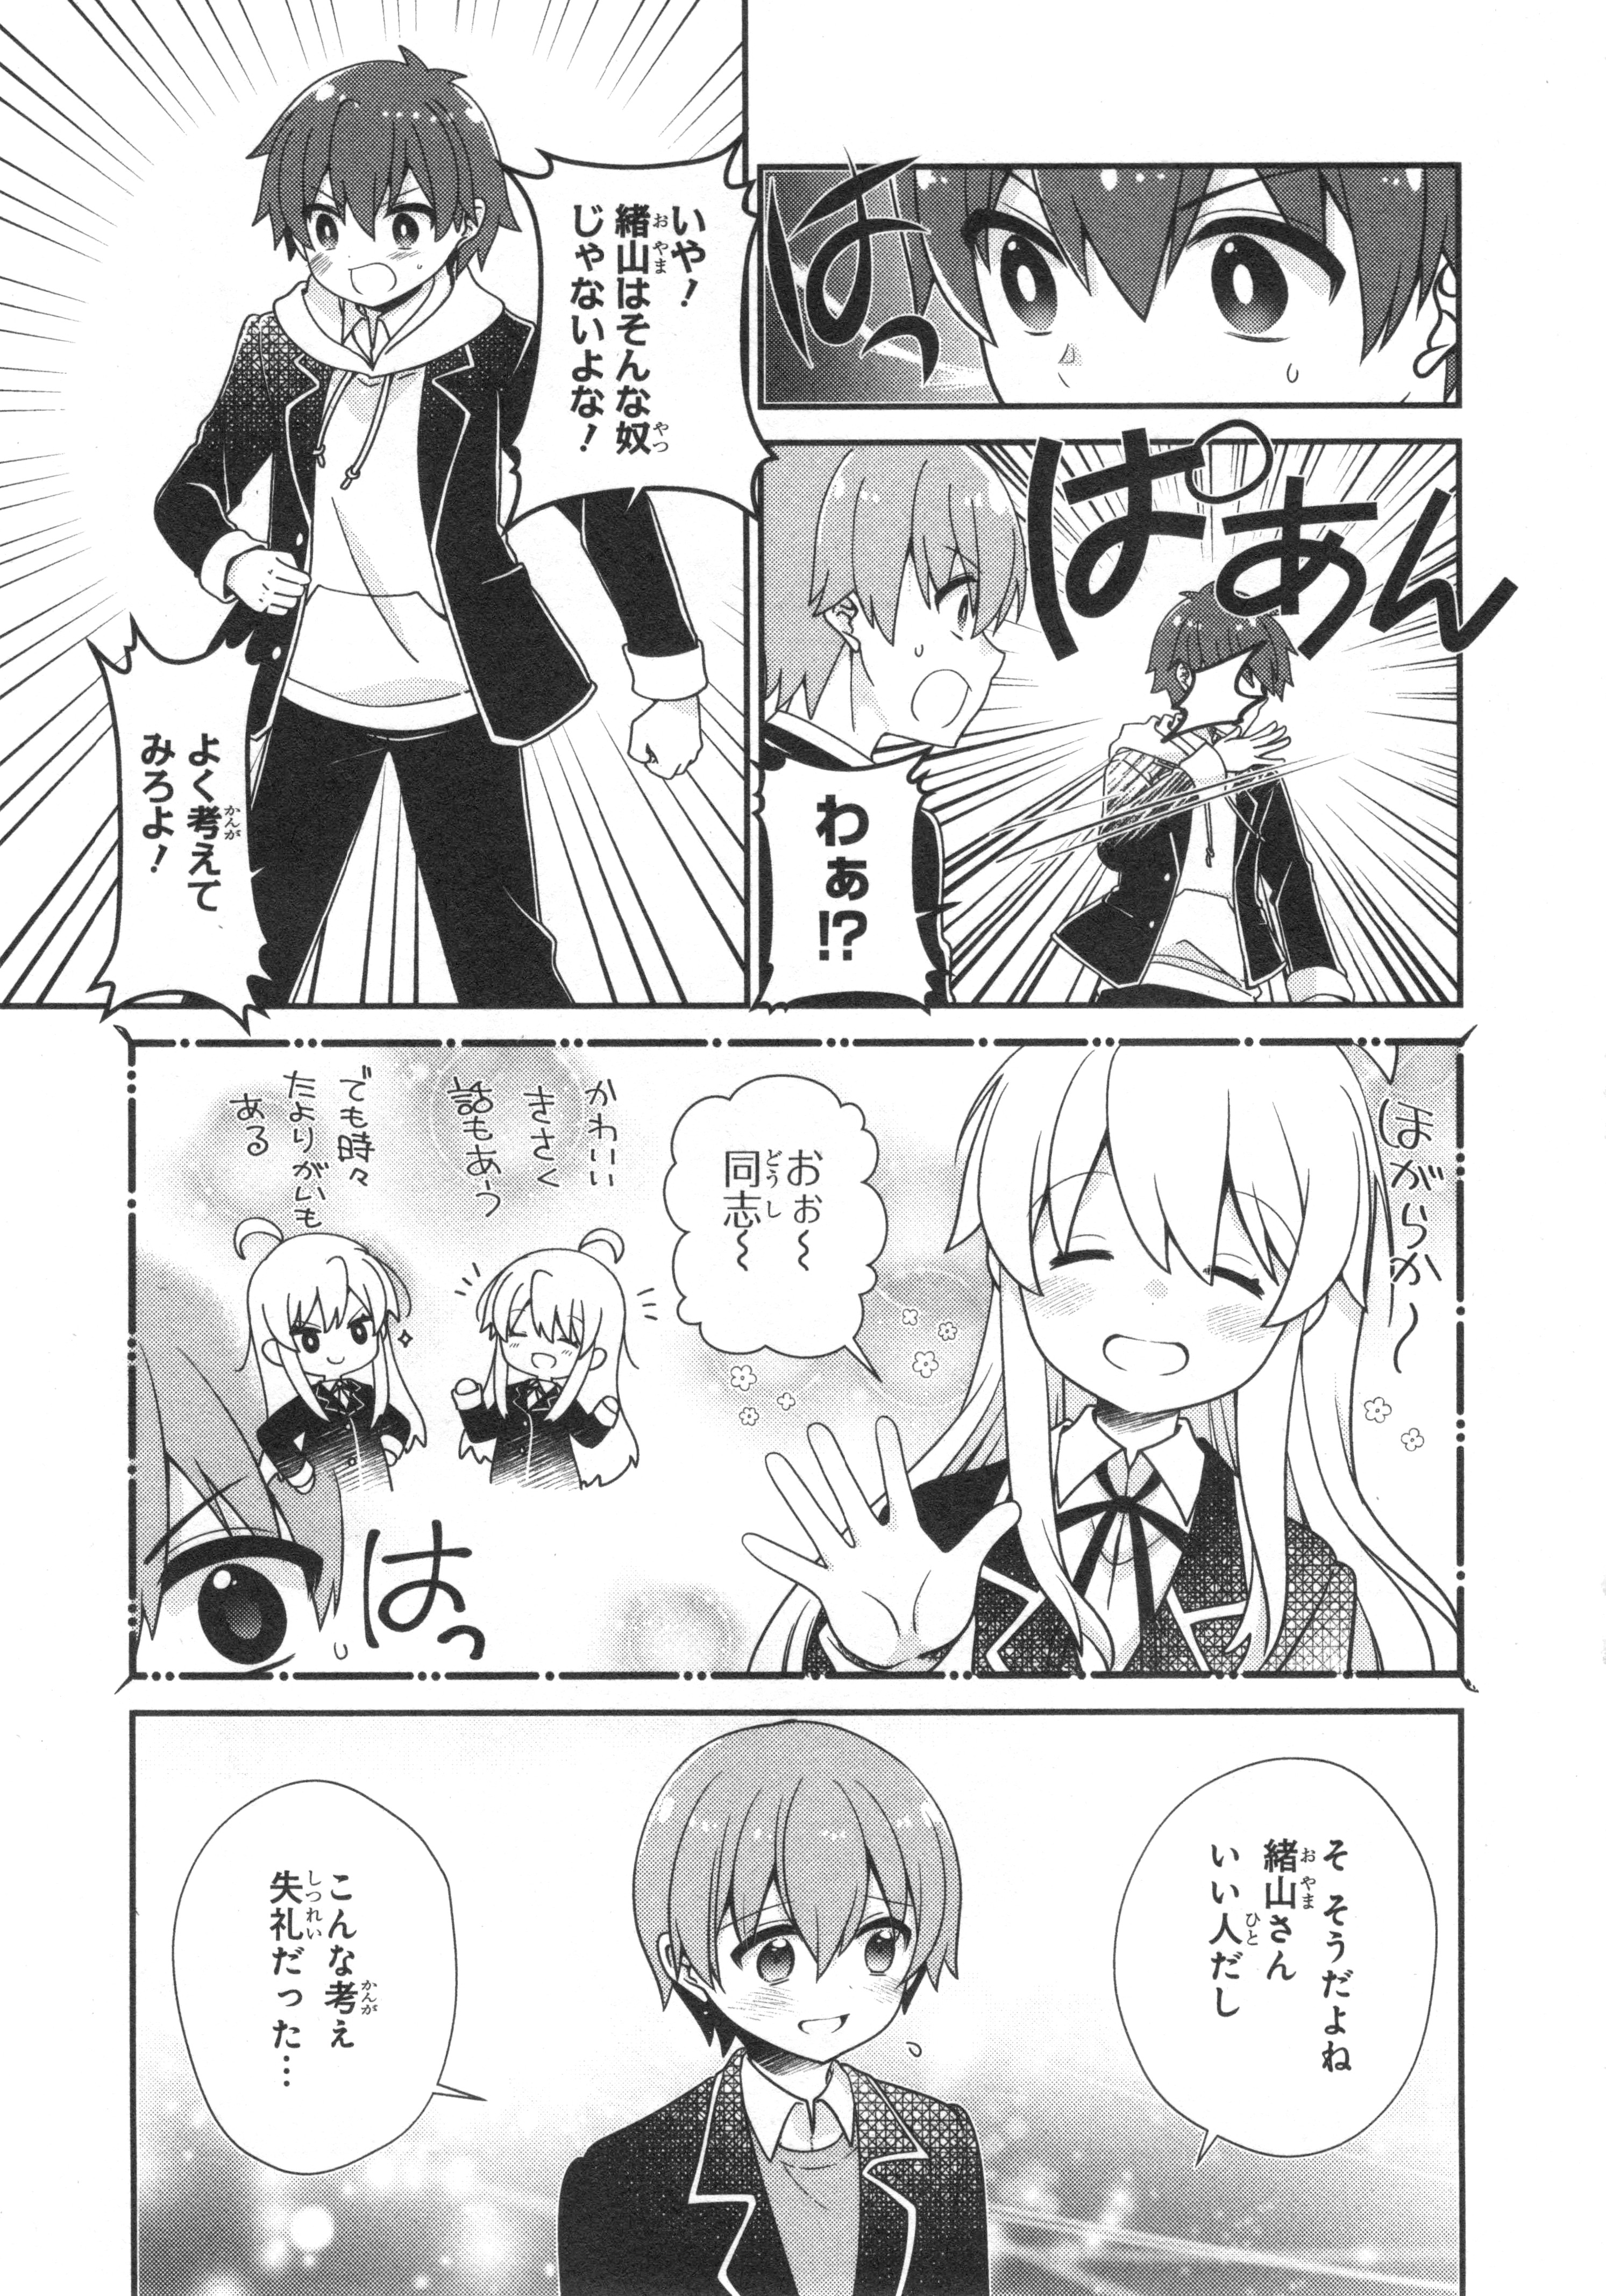 はっ
ぱあん
わぁ!?
いや!
緒山はそんな奴
じゃないよな!
よく考えて
みろよ!
ほがらか〜
おぉ〜
同志〜
かわいい
きさく
話もあう
でも時々
たよりがいも
ある
はっ
そ そうだよね
緒山さん
いい人だし
こんな考え
失礼だった…